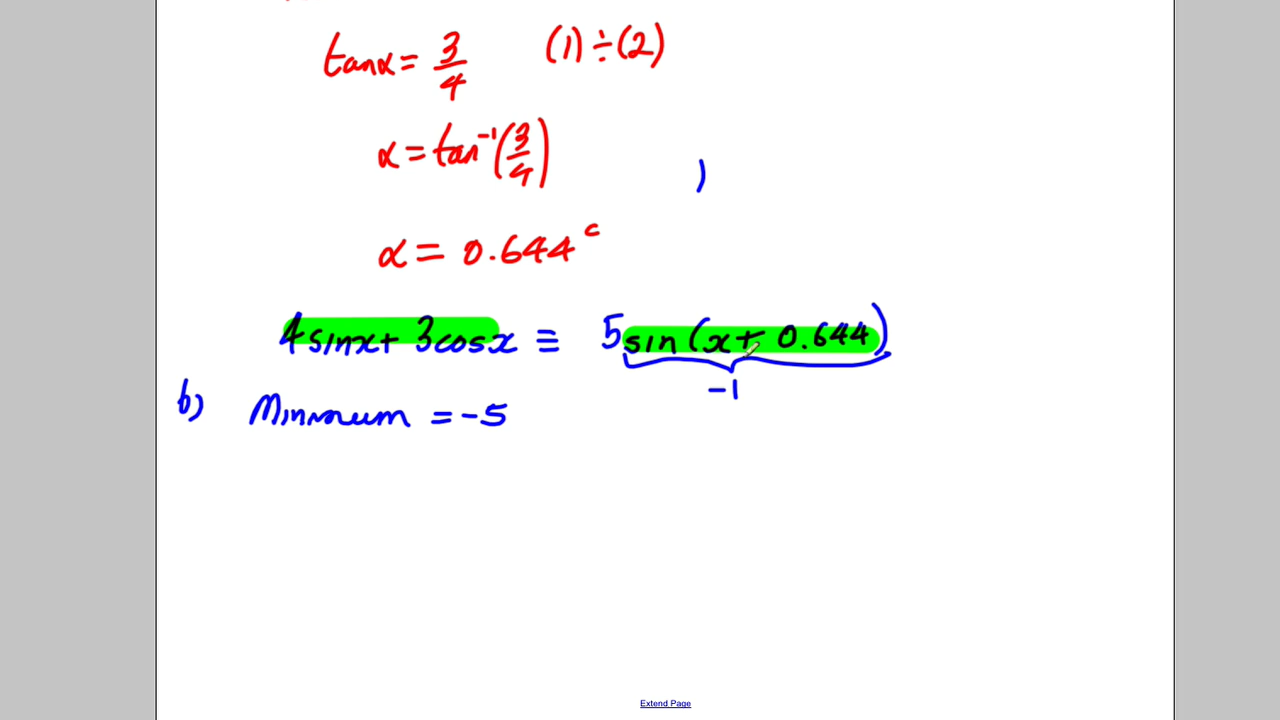 tanα = 3/4 (1) ÷ (2)
α = tan⁻¹(3/4)
)
α = 0.644ᶜ
4sinx + 3cosx ≡ 5sin(x + 0.644)
-1
b) Minimum = -5
Extend Page